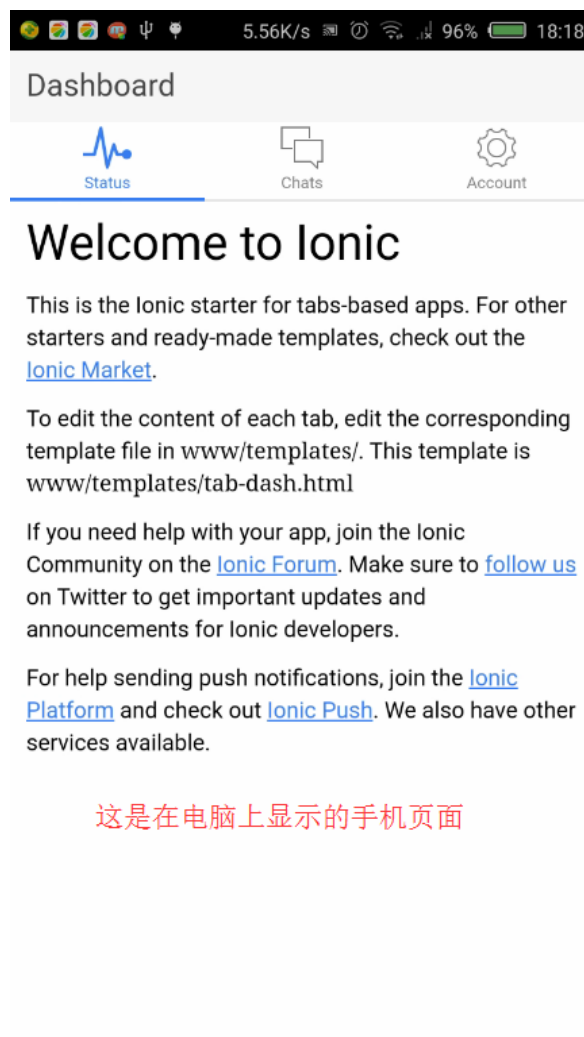 5.56K/s 96% 18:18
Dashboard
Status Chats Account
Welcome to Ionic
This is the Ionic starter for tabs-based apps. For other
starters and ready-made templates, check out the
Ionic Market.
To edit the content of each tab, edit the corresponding
template file in www/templates/. This template is
www/templates/tab-dash.html
If you need help with your app, join the Ionic
Community on the Ionic Forum. Make sure to follow us
on Twitter to get important updates and
announcements for Ionic developers.
For help sending push notifications, join the Ionic
Platform and check out Ionic Push. We also have other
services available.
这是在电脑上显示的手机页面